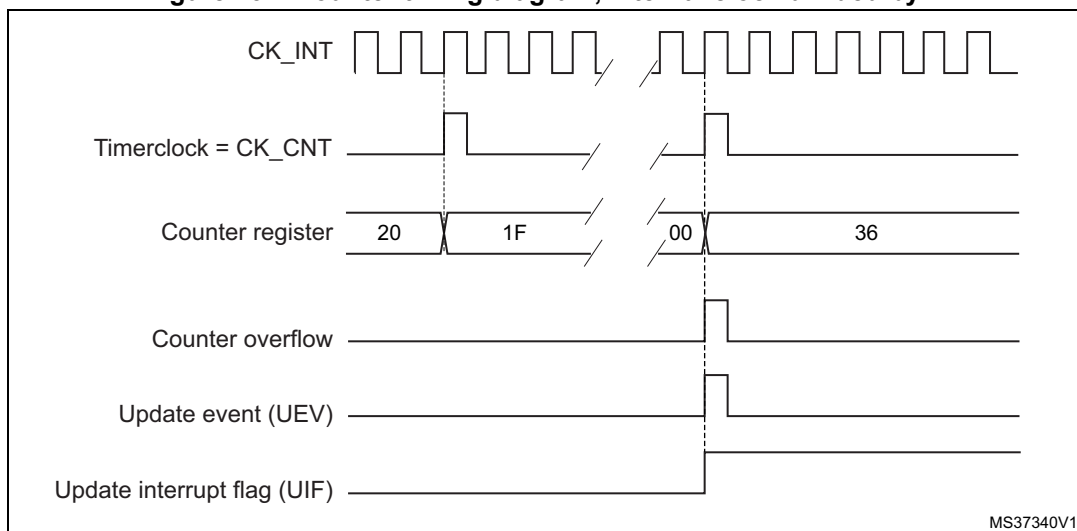 CK_INT
Timerclock = CK_CNT
Counter register 20 1F 00 36
Counter overflow
Update event (UEV)
Update interrupt flag (UIF)
MS37340V1